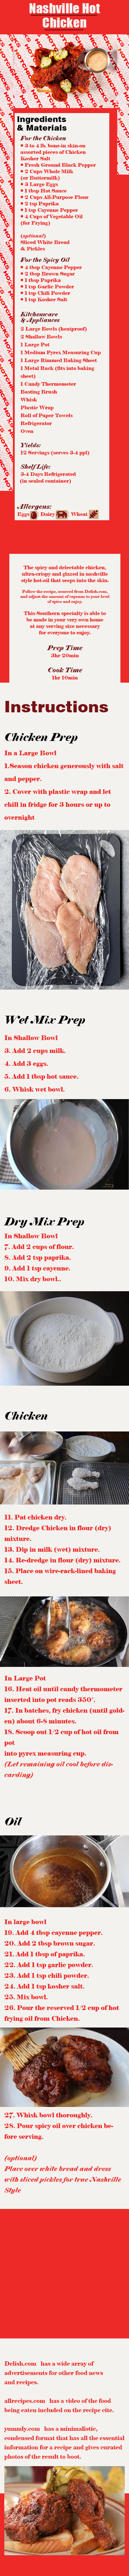 Nashville Hot
Chicken
Ingredients
& Materials
For the Chicken
• 3 to 4 lb. bone-in skin-on
assorted pieces of Chicken
Kosher Salt
• Fresh Ground Black Pepper
• 2 Cups Whole Milk
(or Buttermilk)
• 3 Large Eggs
• 1 tbsp Hot Sauce
• 2 Cups All-Purpose Flour
• 2 tsp Paprika
• 1 tsp Cayenne Pepper
• 4 Cups of Vegetable Oil
(for Frying)
(optional)
Sliced White Bread
& Pickles
For the Spicy Oil
• 4 tbsp Cayenne Pepper
• 2 tbsp Brown Sugar
• 1 tbsp Paprika
• 1 tsp Garlic Powder
• 1 tsp Chili Powder
• 1 tsp Kosher Salt
Kitchenware
& Appliances
2 Large Bowls (heatproof)
2 Shallow Bowls
1 Large Pot
1 Medium Pyrex Measuring Cup
1 Large Rimmed Baking Sheet
1 Metal Rack (fits into baking
sheet)
1 Candy Thermometer
Basting Brush
Whisk
Plastic Wrap
Roll of Paper Towels
Refrigerator
Oven
Yields:
12 Servings (serves 3-4 ppl)
Shelf Life:
3-4 Days Refrigerated
(in sealed container)
Allergens:
Eggs Dairy Wheat
The spicy and delectable chicken,
ultra-crispy and glazed in nashville
style hot-oil that seeps into the skin.
Follow the recipe, sourced from Delish.com,
and adjust the amount of cayenne to your level
of spice and enjoy.
This Southern specialty is able to
be made in your very own home
at any serving size necessary
for everyone to enjoy.
Prep Time
3hr 20min
Cook Time
1hr 10min
Instructions
Chicken Prep
In a Large Bowl
1.Season chicken generously with salt
and pepper.
2. Cover with plastic wrap and let
chill in fridge for 3 hours or up to
overnight
Wet Mix Prep
In Shallow Bowl
3. Add 2 cups milk.
4. Add 3 eggs.
5. Add 1 tbsp hot sauce.
6. Whisk wet bowl.
Dry Mix Prep
In Shallow Bowl
7. Add 2 cups of flour.
8. Add 2 tsp paprika.
9. Add 1 tsp cayenne.
10. Mix dry bowl..
Chicken
11. Pat chicken dry.
12. Dredge Chicken in flour (dry)
mixture.
13. Dip in milk (wet) mixture.
14. Re-dredge in flour (dry) mixture.
15. Place on wire-rack-lined baking
sheet.
In Large Pot
16. Heat oil until candy thermometer
inserted into pot reads 350°.
17. In batches, fry chicken (until gold-
en) about 6-8 minutes.
18. Scoop out 1/2 cup of hot oil from
pot
into pyrex measuring cup.
(Let remaining oil cool before dis-
carding)
Oil
In large bowl
19. Add 4 tbsp cayenne pepper.
20. Add 2 tbsp brown sugar.
21. Add 1 tbsp of paprika.
22. Add 1 tsp garlic powder.
23. Add 1 tsp chili powder.
24. Add 1 tsp kosher salt.
25. Mix bowl.
26. Pour the reserved 1/2 cup of hot
frying oil from Chicken.
27. Whisk bowl thoroughly.
28. Pour spicy oil over chicken be-
fore serving.
(optional)
Place over white bread and dress
with sliced pickles for true Nashville
Style
Delish.com has a wide array of
advertisements for other food news
and recipes.
allrecipes.com has a video of the food
being eaten included on the recipe cite.
yummly.com has a minimalistic,
condensed format that has all the essential
information for a recipe and gives curated
photos of the result to boot.